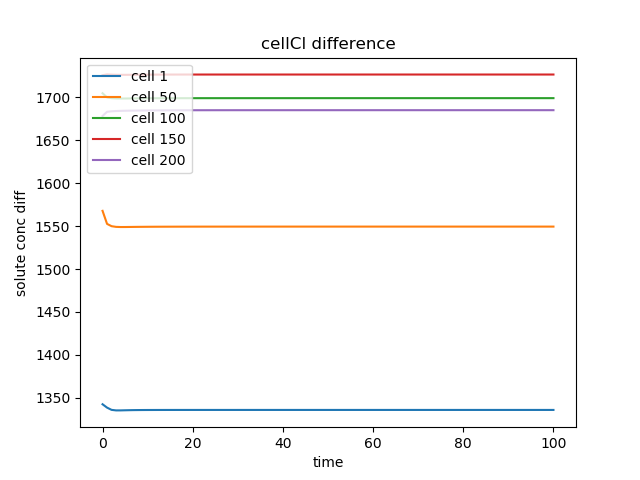 cellCl difference
cell 1
cell 50
cell 100
cell 150
cell 200
solute conc diff
1700
1650
1600
1550
1500
1450
1400
1350
0 20 40 60 80 100
time